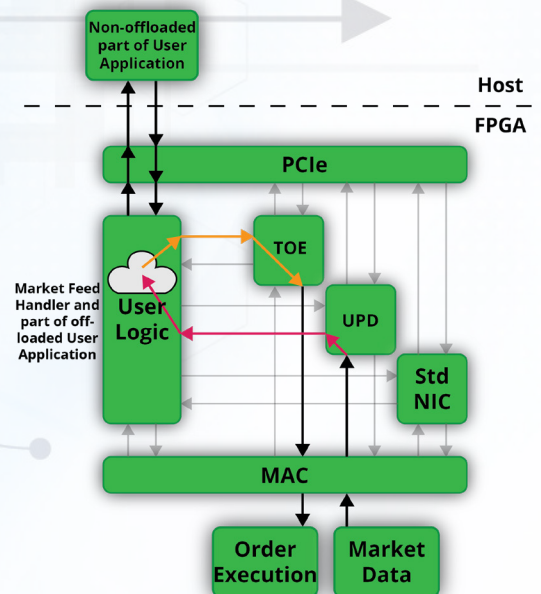 Non-offloaded
part of User
Application
Host
FPGA
PCIe
TOE
Market Feed
Handler and
part of off-
loaded User
Application
User
Logic
UPD
Std
NIC
MAC
Order
Execution
Market
Data